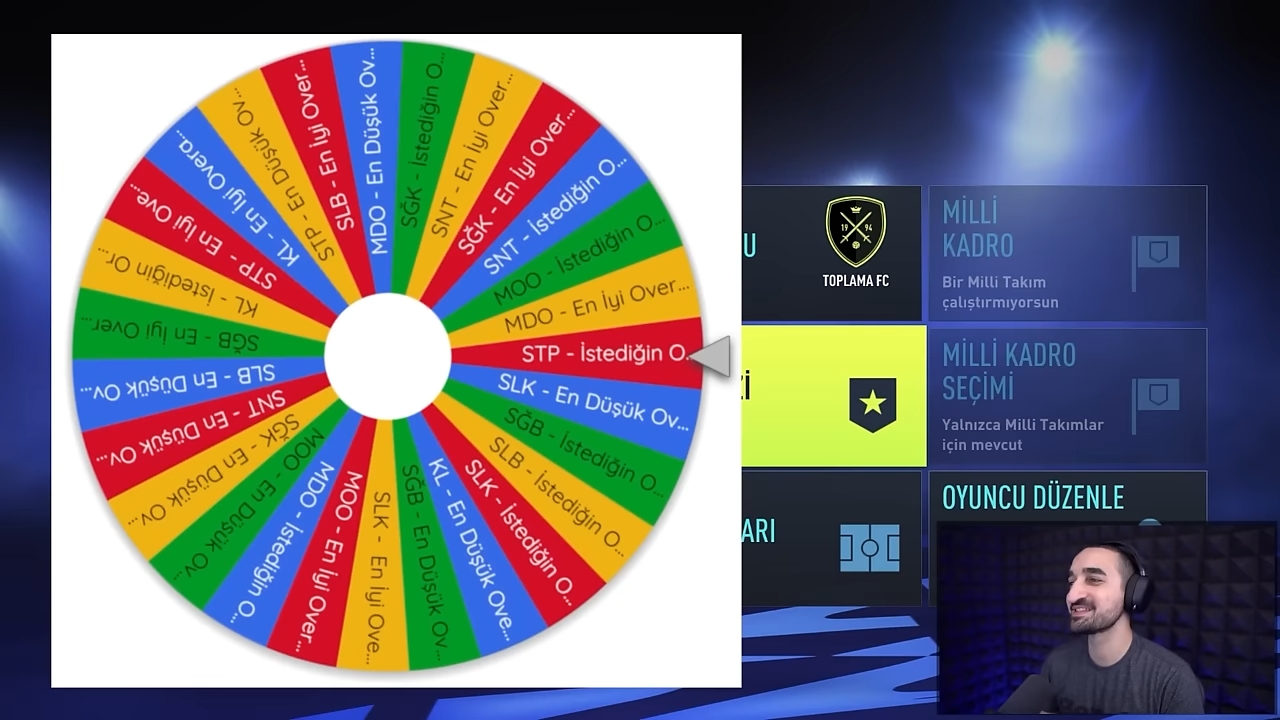 MDO - En Düşük Ov...
SĞK - İstediğin O...
SNT - En İyi Over...
SĞK - En İyi Over...
SNT - İstediğin O...
MOO - İstediğin O...
MDO - En İyi Over...
STP - İstediğin O...
SLK - En Düşük Ov...
SĞB - İstediğin O...
SLB - İstediğin O...
SLK - İstediğin O...
KL - En Düşük Ove...
SĞB - En Düşük Ov...
SLK - En İyi Ove...
MOO - En İyi Over...
MDO - İstediğin O...
MOO - En Düşük Ov...
SĞK - En Düşük Ov...
SNT - En Düşük Ov...
SLB - En Düşük Ov...
SĞB - En İyi Over...
KL - İstediğin Or...
STP - En İyi Ove...
KL - En İyi Overa...
STP - En Düşük Ov...
SLB - En İyi Over...
U
19 94
TOPLAMA FC
MİLLİ
KADRO
Bir Milli Takım
çalıştırmıyorsun
MİLLİ KADRO
SEÇİMİ
Yalnızca Milli Takımlar
için mevcut
ARI
OYUNCU DÜZENLE